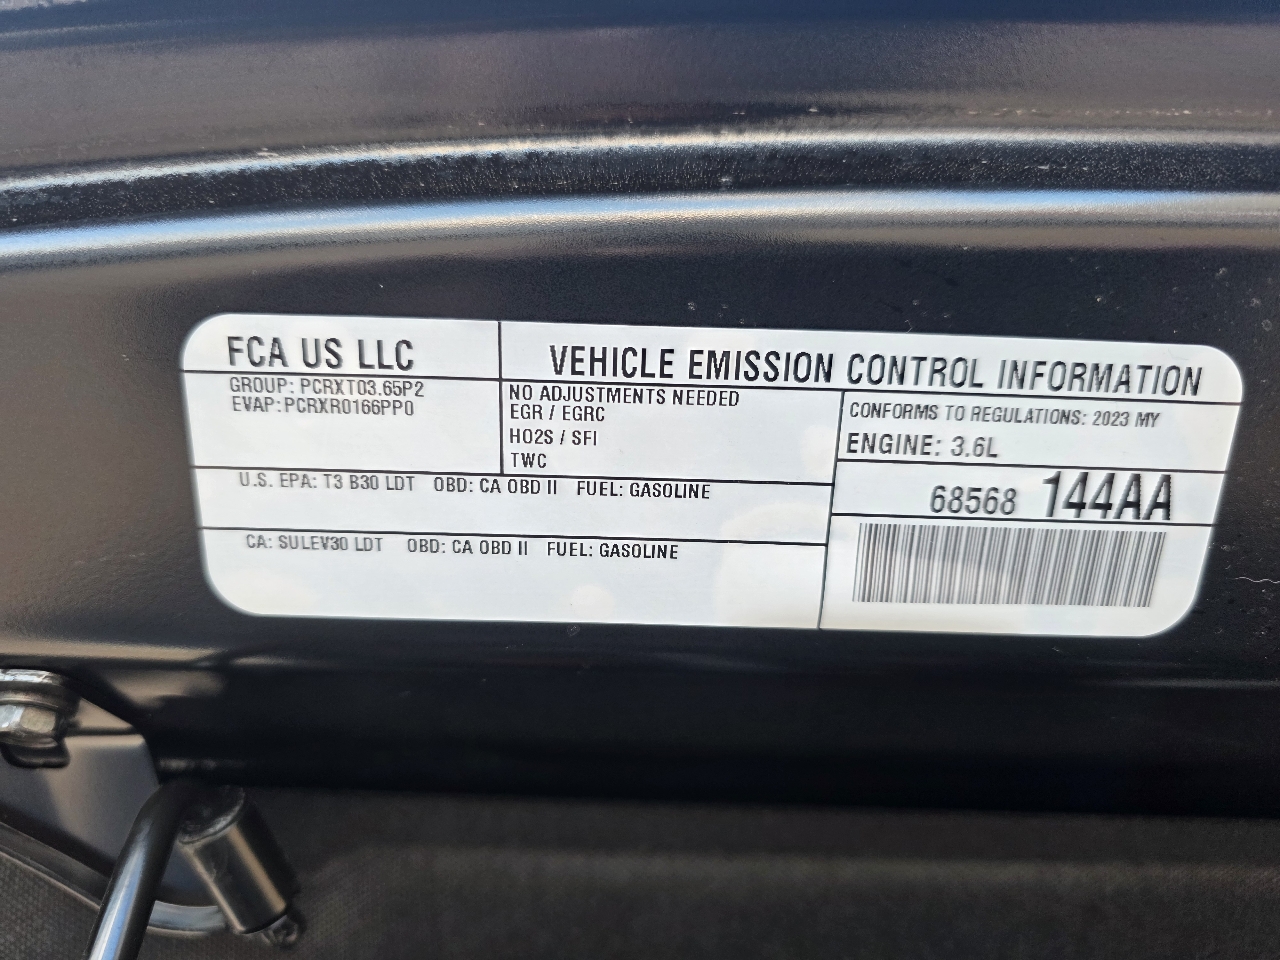 FCA US LLC
VEHICLE EMISSION CONTROL INFORMATION
GROUP: PCRXT03.65P2
EVAP:PCRXR0166PP0
NO ADJUSTMENTS NEEDED
EGR / EGRC
HO2S / SFI
TWC
CONFORMS TO REGULATIONS: 2023 MY
ENGINE: 3.6L
U.S. EPA: T3 B30 LDT OBD: CA OBD II FUEL: GASOLINE
68568 144AA
CA: SULEV30 LDT OBD: CA OBD II FUEL: GASOLINE